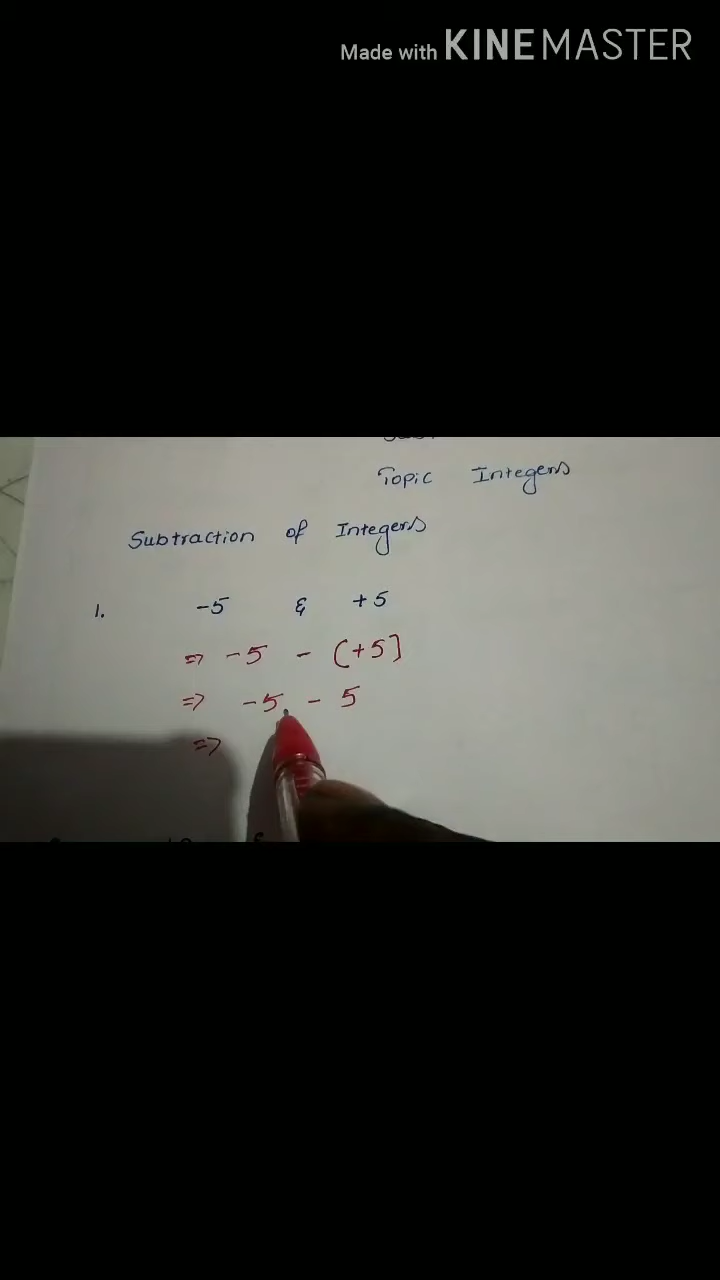 Made with KINEMASTER
Topic Integers
Subtraction of Integers
1. -5 & +5
=> -5 - (+5]
=> -5 - 5
=>